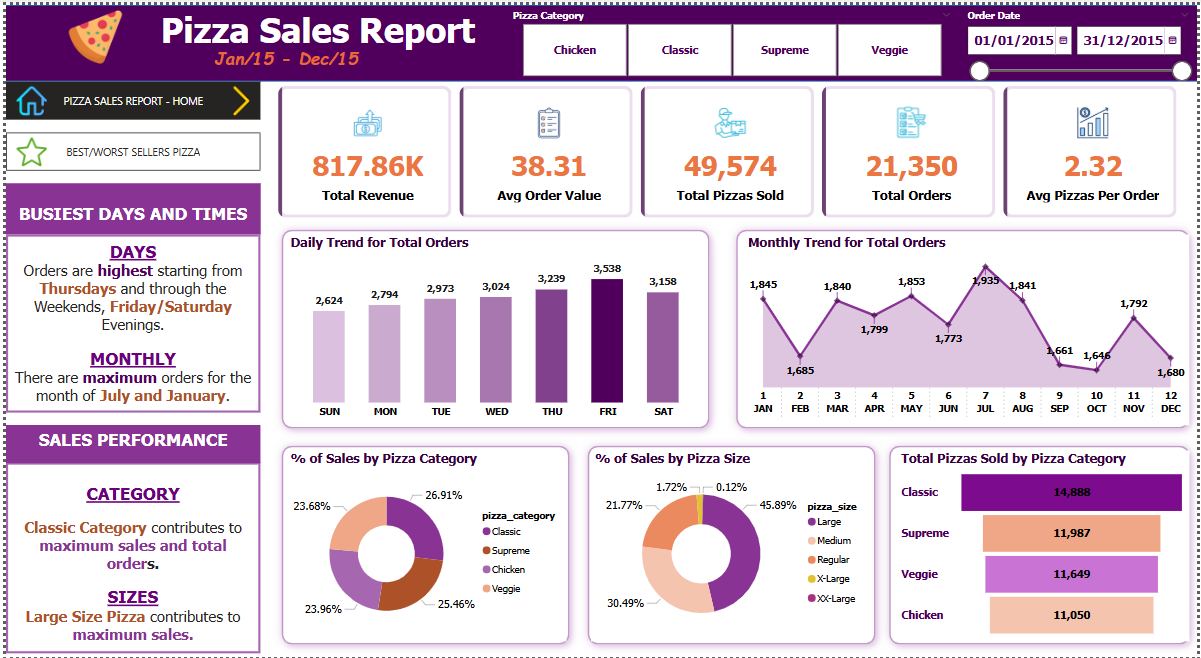 Pizza Sales Report
Jan/15 - Dec/15
Pizza Category
Chicken
Classic
Supreme
Veggie
Order Date
01/01/2015
31/12/2015
PIZZA SALES REPORT - HOME
BEST/WORST SELLERS PIZZA
BUSIEST DAYS AND TIMES
DAYS
Orders are highest starting from
Thursdays and through the
Weekends, Friday/Saturday
Evenings.
MONTHLY
There are maximum orders for the
month of July and January.
SALES PERFORMANCE
CATEGORY
Classic Category contributes to
maximum sales and total
orders.
SIZES
Large Size Pizza contributes to
maximum sales.
817.86K
Total Revenue
38.31
Avg Order Value
49,574
Total Pizzas Sold
21,350
Total Orders
2.32
Avg Pizzas Per Order
Daily Trend for Total Orders
2,624
2,794
2,973
3,024
3,239
3,538
3,158
SUN
MON
TUE
WED
THU
FRI
SAT
Monthly Trend for Total Orders
1,845
1,685
1,840
1,799
1,853
1,773
1,935
1,841
1,661
1,646
1,792
1,680
1
2
3
4
5
6
7
8
9
10
11
12
JAN
FEB
MAR
APR
MAY
JUN
JUL
AUG
SEP
OCT
NOV
DEC
% of Sales by Pizza Category
26.91%
25.46%
23.96%
23.68%
pizza_category
Classic
Supreme
Chicken
Veggie
% of Sales by Pizza Size
1.72%
0.12%
45.89%
30.49%
21.77%
pizza_size
Large
Medium
Regular
X-Large
XX-Large
Total Pizzas Sold by Pizza Category
Classic
14,888
Supreme
11,987
Veggie
11,649
Chicken
11,050